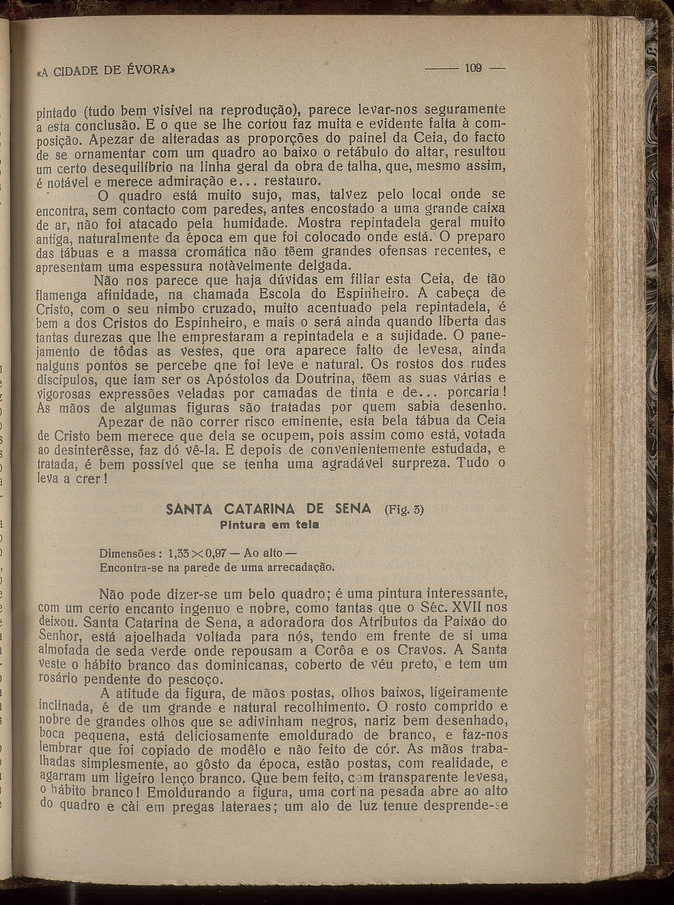 «A CIDADE DE ÉVORA» —— 109 —
pintado (tudo bem visível na reprodução), parece levar-nos seguramente
a esta conclusão. E o que se lhe cortou faz muita e evidente falta à com-
posição. Apezar de alteradas as proporções do painel da Ceia, do facto
de se ornamentar com um quadro ao baixo o retábulo do altar, resultou
um certo desequilíbrio na linha geral da obra de talha, que, mesmo assim,
é notável e merece admiração e... restauro.
O quadro está muito sujo, mas, talvez pelo local onde se
encontra, sem contacto com paredes, antes encostado a uma grande caixa
de ar, não foi atacado pela humidade. Mostra repintadela geral muito
antiga, naturalmente da época em que foi colocado onde está. O preparo
das tábuas e a massa cromática não têem grandes ofensas recentes, e
apresentam uma espessura notàvelmente delgada.
Não nos parece que haja dúvidas em filiar esta Ceia, de tão
flamenga afinidade, na chamada Escola do Espinheiro. A cabeça de
Cristo, com o seu nimbo cruzado, muito acentuado pela repintadela, é
bem a dos Cristos do Espinheiro, e mais o será ainda quando liberta das
tantas durezas que lhe emprestaram a repintadela e a sujidade. O pane-
jamento de tôdas as vestes, que ora aparece falto de levesa, ainda
nalguns pontos se percebe qne foi leve e natural. Os rostos dos rudes
discípulos, que iam ser os Apóstolos da Doutrina, têem as suas várias e
vigorosas expressões veladas por camadas de tinta e de... porcaria!
As mãos de algumas figuras são tratadas por quem sabia desenho.
Apezar de não correr risco eminente, esta bela tábua da Ceia
de Cristo bem merece que dela se ocupem, pois assim como está, votada
ao desinterêsse, faz dó vê-la. E depois de convenientemente estudada, e
tratada, é bem possível que se tenha uma agradável surpreza. Tudo o
leva a crer!
SANTA CATARINA DE SENA (Fig. 3)
Pintura em tela
Dimensões: 1,33×0,97 — Ao alto —
Encontra-se na parede de uma arrecadação.
Não pode dizer-se um belo quadro; é uma pintura interessante,
com um certo encanto ingenuo e nobre, como tantas que o Séc. XVII nos
deixou. Santa Catarina de Sena, a adoradora dos Atributos da Paixão do
Senhor, está ajoelhada voltada para nós, tendo em frente de si uma
almofada de seda verde onde repousam a Corôa e os Cravos. A Santa
veste o hábito branco das dominicanas, coberto de véu preto, e tem um
rosário pendente do pescoço.
A atitude da figura, de mãos postas, olhos baixos, ligeiramente
inclinada, é de um grande e natural recolhimento. O rosto comprido e
nobre de grandes olhos que se adivinham negros, nariz bem desenhado,
boca pequena, está deliciosamente emoldurado de branco, e faz-nos
lembrar que foi copiado de modêlo e não feito de cór. As mãos traba-
lhadas simplesmente, ao gôsto da época, estão postas, com realidade, e
agarram um ligeiro lenço branco. Que bem feito, com transparente levesa,
o hábito branco! Emoldurando a figura, uma cortina pesada abre ao alto
do quadro e cài em pregas lateraes; um alo de luz tenue desprende-se